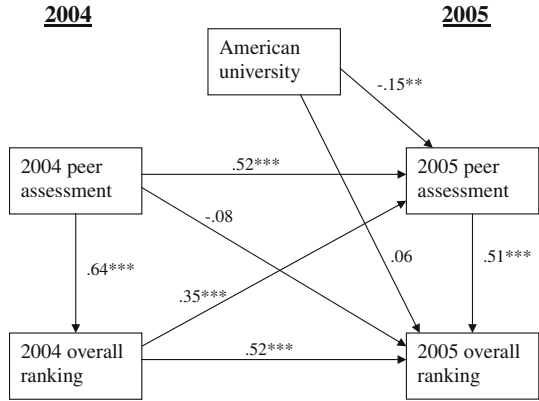 2004
2005
American
university
-.15**
2004 peer
assessment
.52***
2005 peer
assessment
-.08
.64***
.35***
.06
.51***
2004 overall
ranking
.52***
2005 overall
ranking